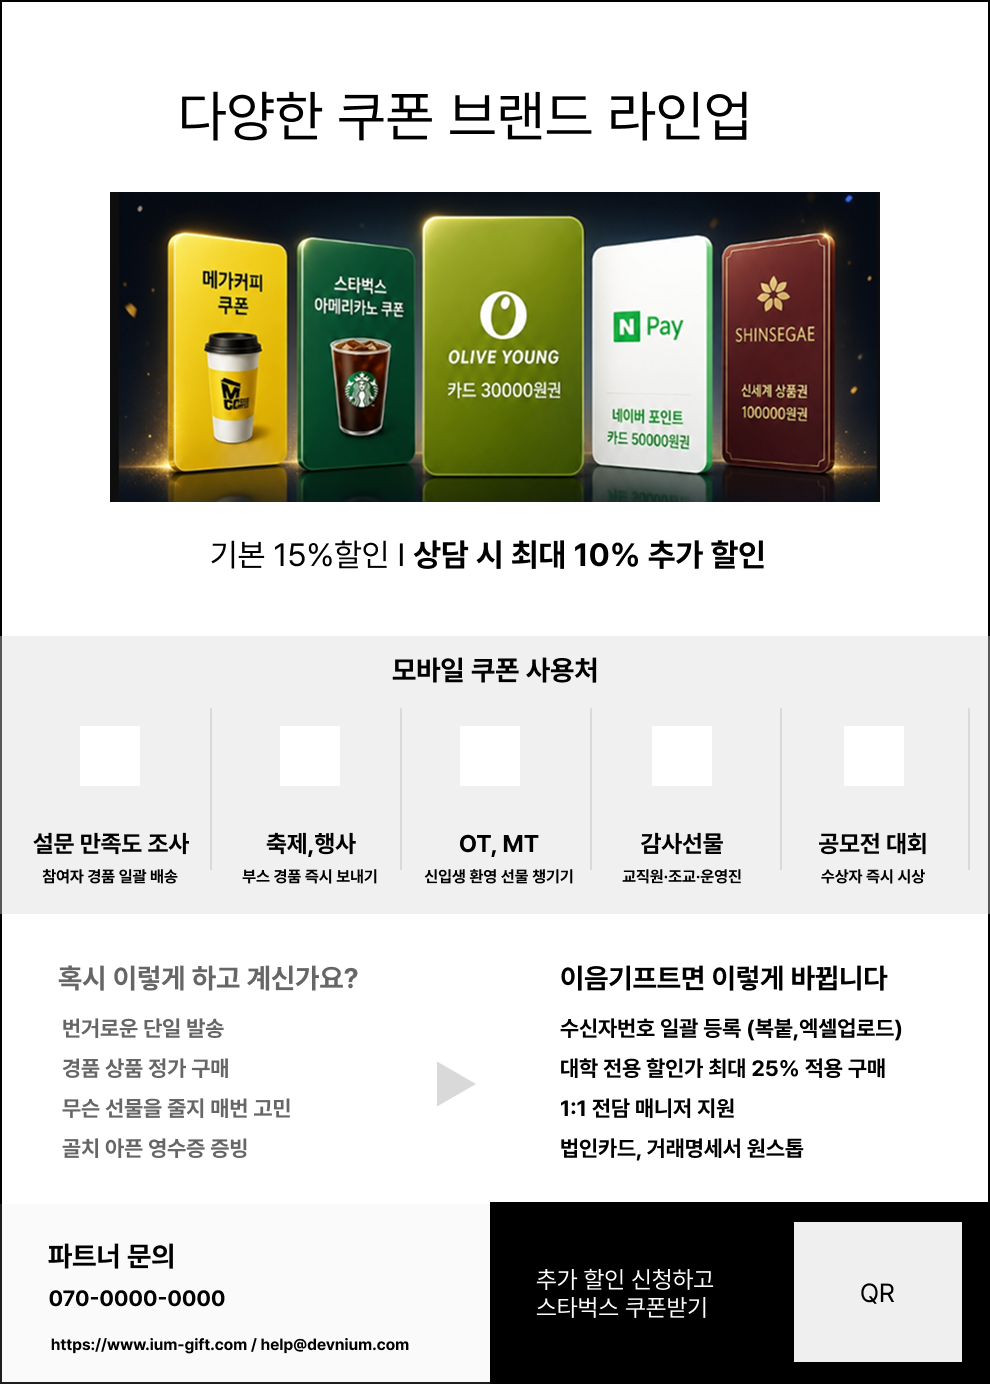 다양한 쿠폰 브랜드 라인업
메가커피
쿠폰
스타벅스
아메리카노 쿠폰
OLIVE YOUNG
카드 30000원권
N Pay
네이버 포인트
카드 50000원권
SHINSEGAE
신세계 상품권
100000원권
기본 15%할인 I 상담 시 최대 10% 추가 할인
모바일 쿠폰 사용처
설문 만족도 조사
참여자 경품 일괄 배송
축제,행사
부스 경품 즉시 보내기
OT, MT
신입생 환영 선물 챙기기
감사선물
교직원·조교·운영진
공모전 대회
수상자 즉시 시상
혹시 이렇게 하고 계신가요?
번거로운 단일 발송
경품 상품 정가 구매
무슨 선물을 줄지 매번 고민
골치 아픈 영수증 증빙
이음기프트면 이렇게 바뀝니다
수신자번호 일괄 등록 (복붙,엑셀업로드)
대학 전용 할인가 최대 25% 적용 구매
1:1 전담 매니저 지원
법인카드, 거래명세서 원스톱
파트너 문의
070-0000-0000
https://www.ium-gift.com / help@devnium.com
추가 할인 신청하고
스타벅스 쿠폰받기
QR